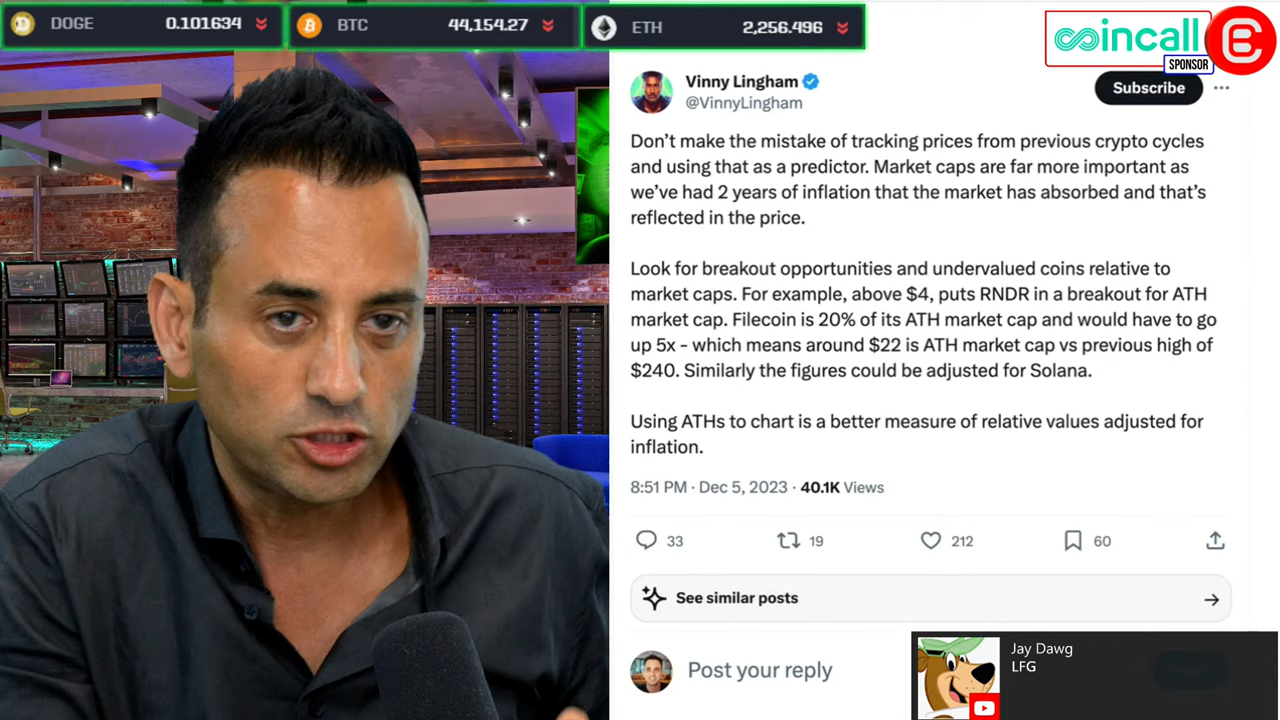 DOGE 0.101634
BTC 44,154.27
ETH 2,256.496
coincall
SPONSOR
Vinny Lingham
@VinnyLingham
Subscribe
Don’t make the mistake of tracking prices from previous crypto cycles
and using that as a predictor. Market caps are far more important as
we’ve had 2 years of inflation that the market has absorbed and that’s
reflected in the price.
Look for breakout opportunities and undervalued coins relative to
market caps. For example, above $4, puts RNDR in a breakout for ATH
market cap. Filecoin is 20% of its ATH market cap and would have to go
up 5x - which means around $22 is ATH market cap vs previous high of
$240. Similarly the figures could be adjusted for Solana.
Using ATHs to chart is a better measure of relative values adjusted for
inflation.
8:51 PM · Dec 5, 2023 · 40.1K Views
33 19 212 60
See similar posts
Post your reply
Jay Dawg
LFG